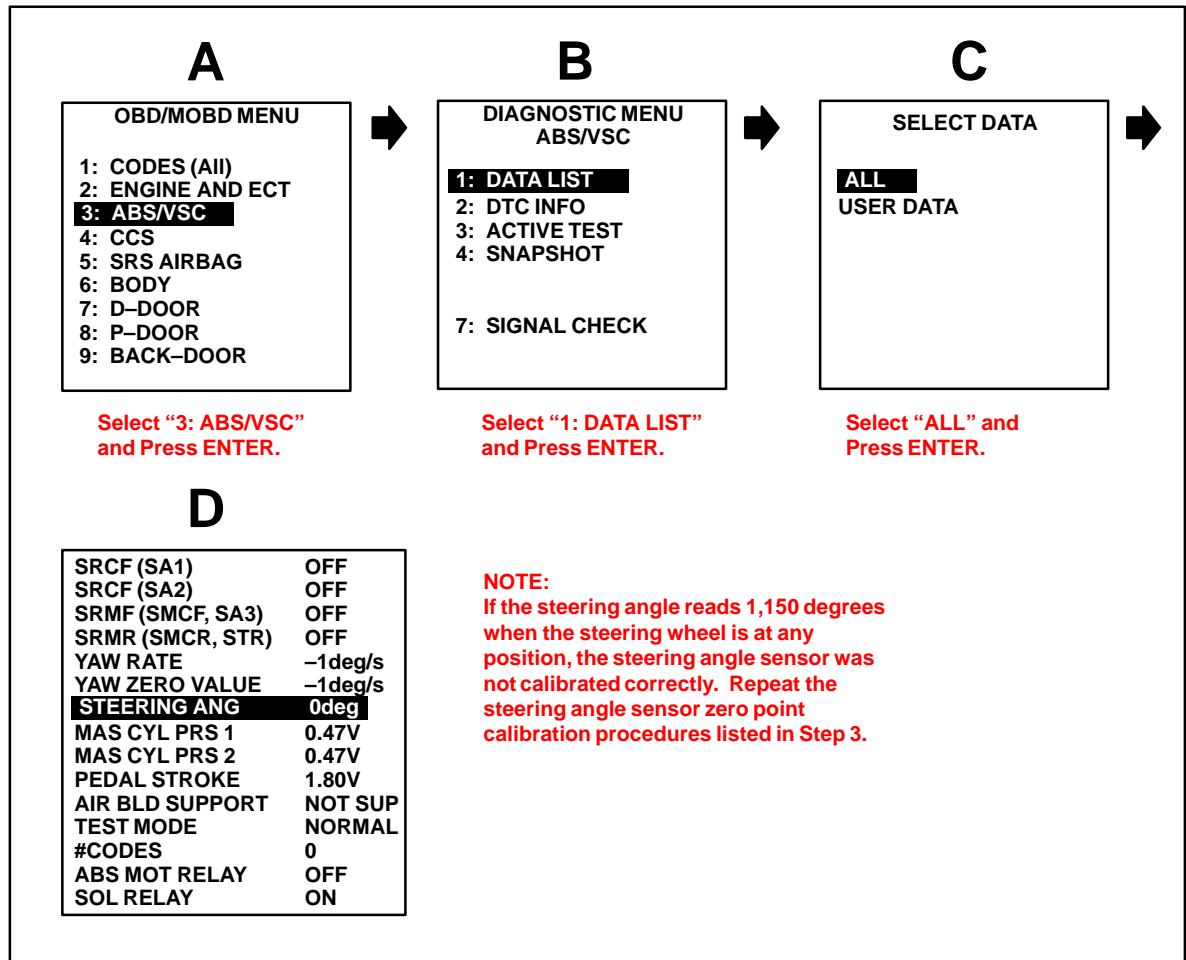 A
OBD/MOBD MENU
1: CODES (All)
2: ENGINE AND ECT
3: ABS/VSC
4: CCS
5: SRS AIRBAG
6: BODY
7: D–DOOR
8: P–DOOR
9: BACK–DOOR
Select “3: ABS/VSC”
and Press ENTER.
B
DIAGNOSTIC MENU
ABS/VSC
1: DATA LIST
2: DTC INFO
3: ACTIVE TEST
4: SNAPSHOT
7: SIGNAL CHECK
Select “1: DATA LIST”
and Press ENTER.
C
SELECT DATA
ALL
USER DATA
Select “ALL” and
Press ENTER.
D
SRCF (SA1) OFF
SRCF (SA2) OFF
SRMF (SMCF, SA3) OFF
SRMR (SMCR, STR) OFF
YAW RATE –1deg/s
YAW ZERO VALUE –1deg/s
STEERING ANG 0deg
MAS CYL PRS 1 0.47V
MAS CYL PRS 2 0.47V
PEDAL STROKE 1.80V
AIR BLD SUPPORT NOT SUP
TEST MODE NORMAL
#CODES 0
ABS MOT RELAY OFF
SOL RELAY ON
NOTE:
If the steering angle reads 1,150 degrees
when the steering wheel is at any
position, the steering angle sensor was
not calibrated correctly. Repeat the
steering angle sensor zero point
calibration procedures listed in Step 3.